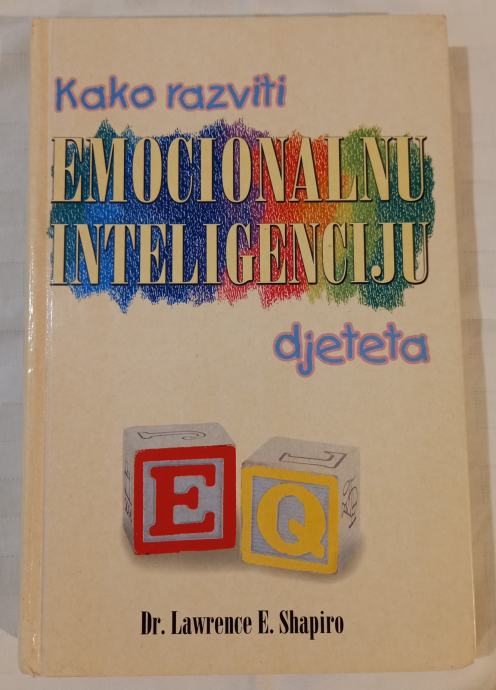 Kako razviti
EMOCIONALNU
INTELIGENCIJU
djeteta
E Q
Dr. Lawrence E. Shapiro